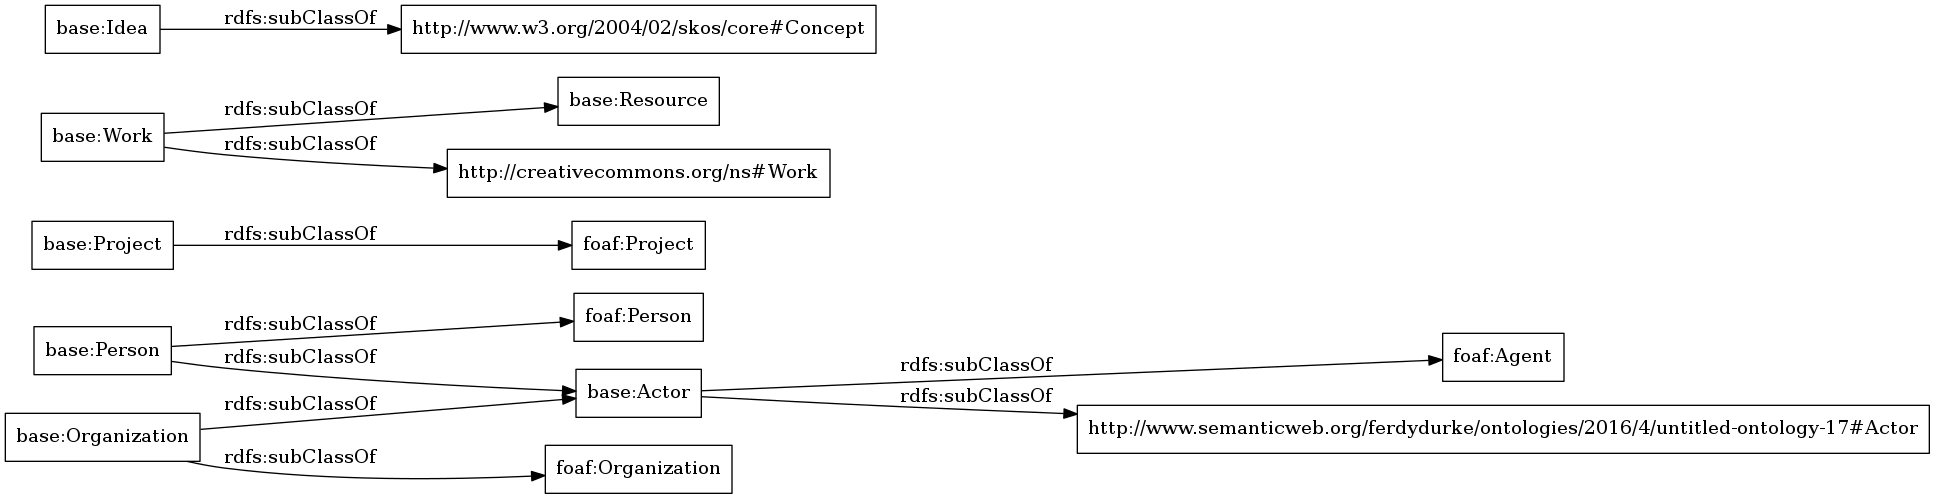 base:Idea
rdfs:subClassOf
http://www.w3.org/2004/02/skos/core#Concept
base:Work
rdfs:subClassOf
base:Resource
rdfs:subClassOf
http://creativecommons.org/ns#Work
base:Project
rdfs:subClassOf
foaf:Project
base:Person
rdfs:subClassOf
foaf:Person
rdfs:subClassOf
base:Actor
rdfs:subClassOf
foaf:Agent
rdfs:subClassOf
http://www.semanticweb.org/ferdydurke/ontologies/2016/4/untitled-ontology-17#Actor
base:Organization
rdfs:subClassOf
rdfs:subClassOf
foaf:Organization